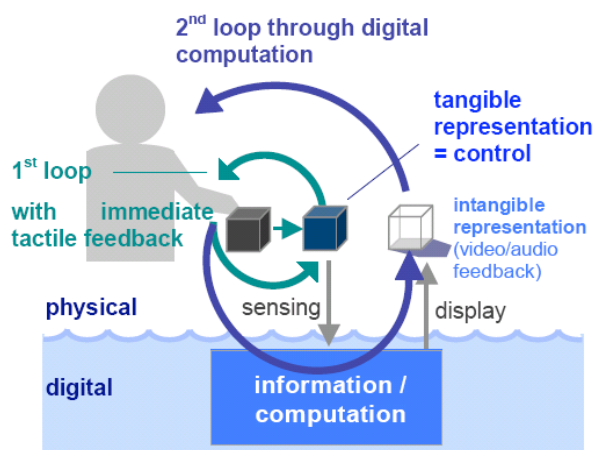 2nd loop through digital
computation
tangible
representation
= control
1st loop
with immediate
tactile feedback
intangible
representation
(video/audio
feedback)
physical
sensing
display
digital
information /
computation